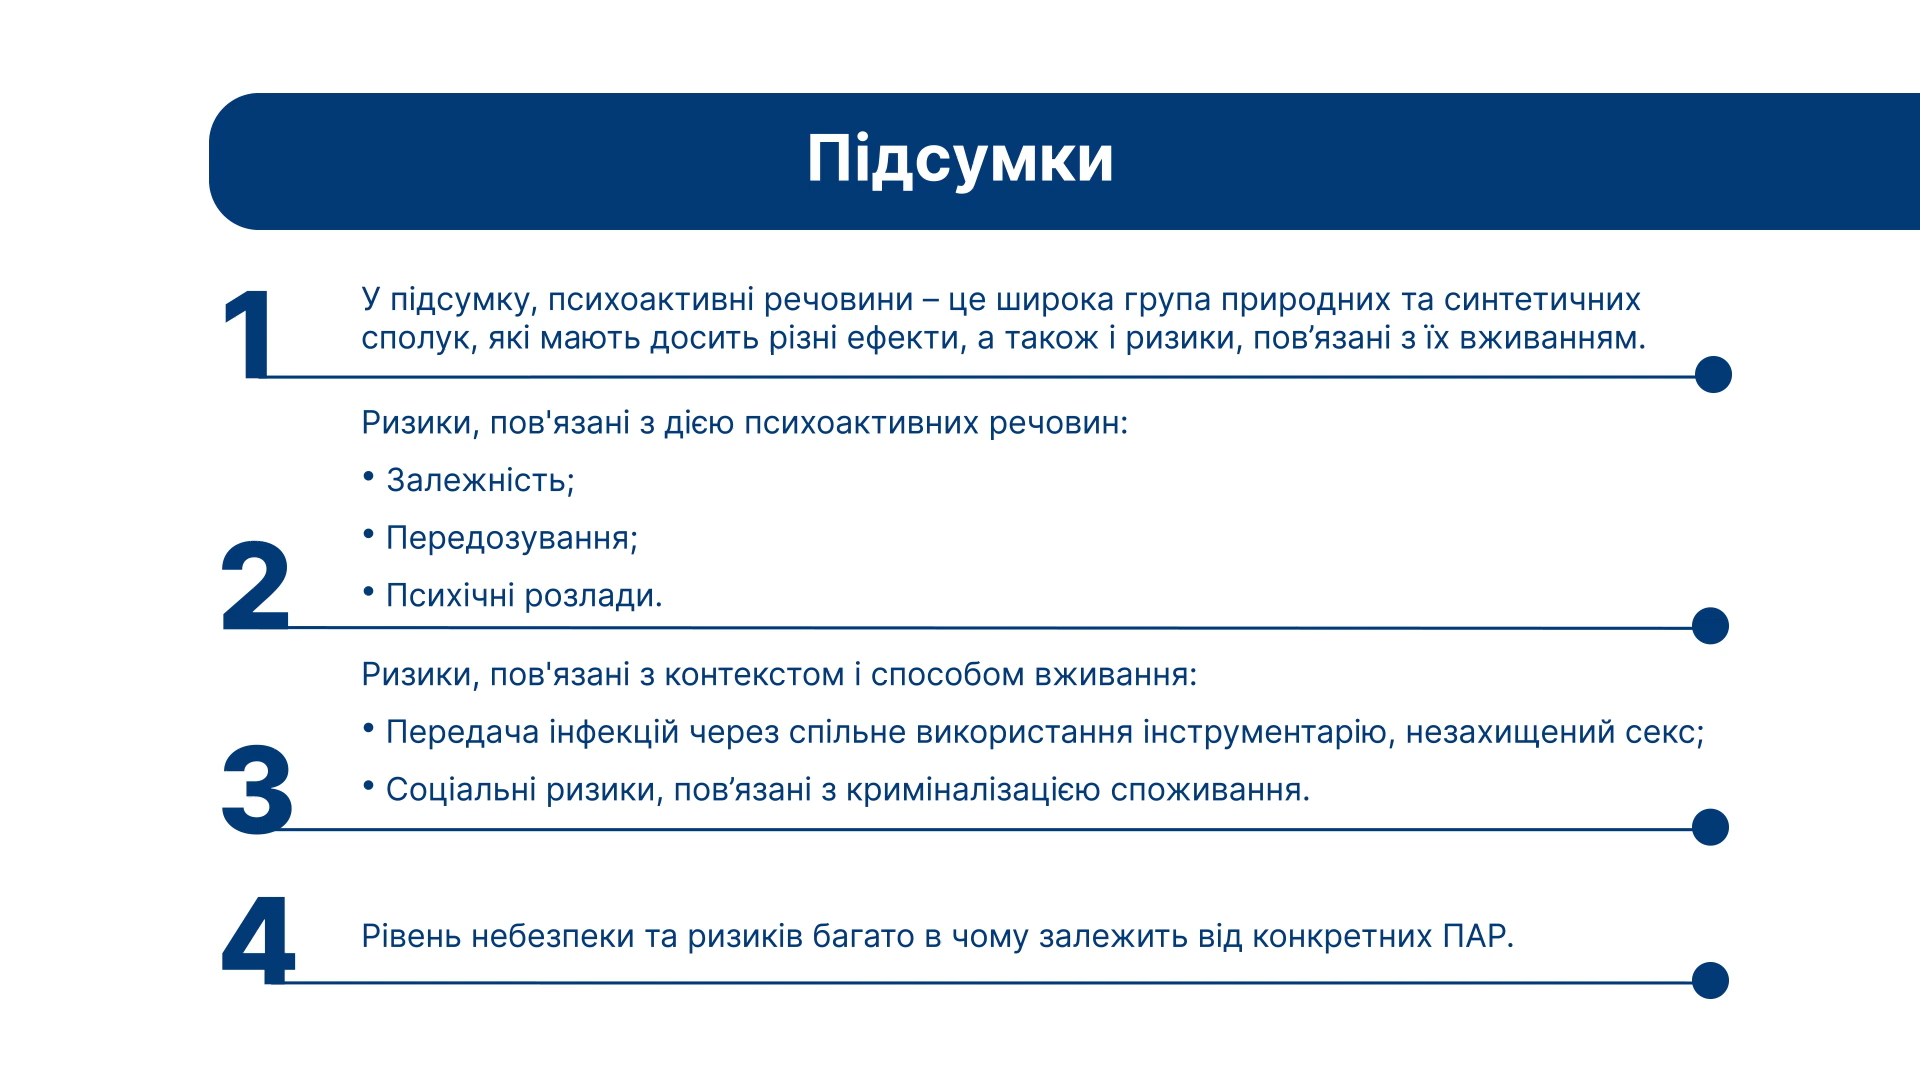 Підсумки
1
У підсумку, психоактивні речовини – це широка група природних та синтетичних
сполук, які мають досить різні ефекти, а також і ризики, пов’язані з їх вживанням.
2
Ризики, пов'язані з дією психоактивних речовин:
• Залежність;
• Передозування;
• Психічні розлади.
3
Ризики, пов'язані з контекстом і способом вживання:
• Передача інфекцій через спільне використання інструментарію, незахищений секс;
• Соціальні ризики, пов’язані з криміналізацією споживання.
4
Рівень небезпеки та ризиків багато в чому залежить від конкретних ПАР.